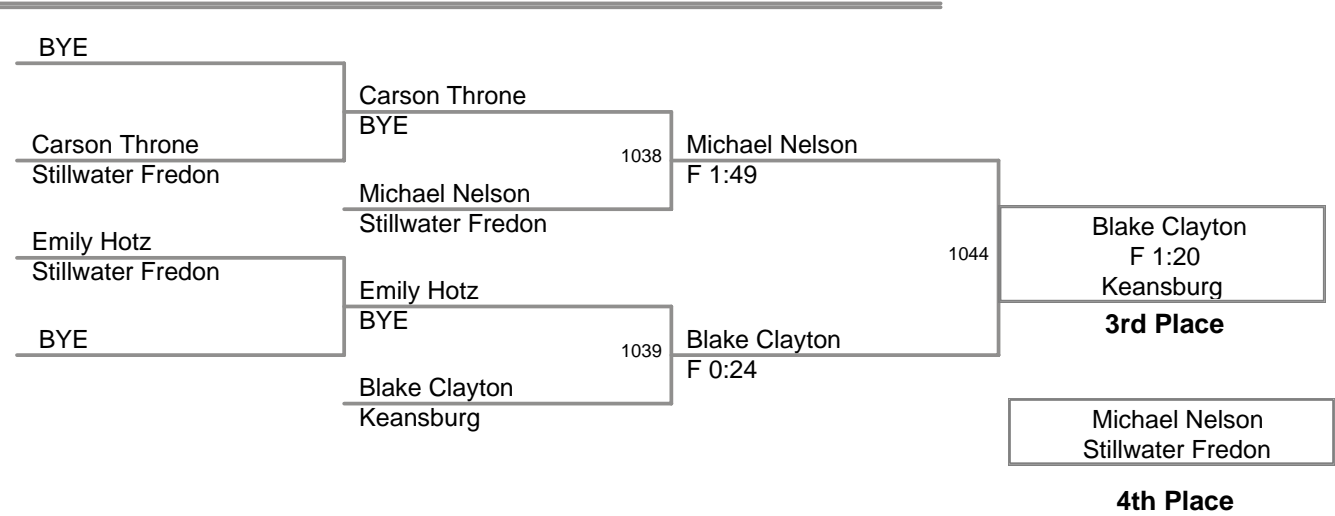 BYE
Carson Throne
Stillwater Fredon
Emily Hotz
Stillwater Fredon
BYE
Carson Throne
BYE
Michael Nelson
Stillwater Fredon
Emily Hotz
BYE
Blake Clayton
Keansburg
1038
1039
Michael Nelson
F 1:49
Blake Clayton
F 0:24
1044
Blake Clayton
F 1:20
Keansburg
3rd Place
Michael Nelson
Stillwater Fredon
4th Place